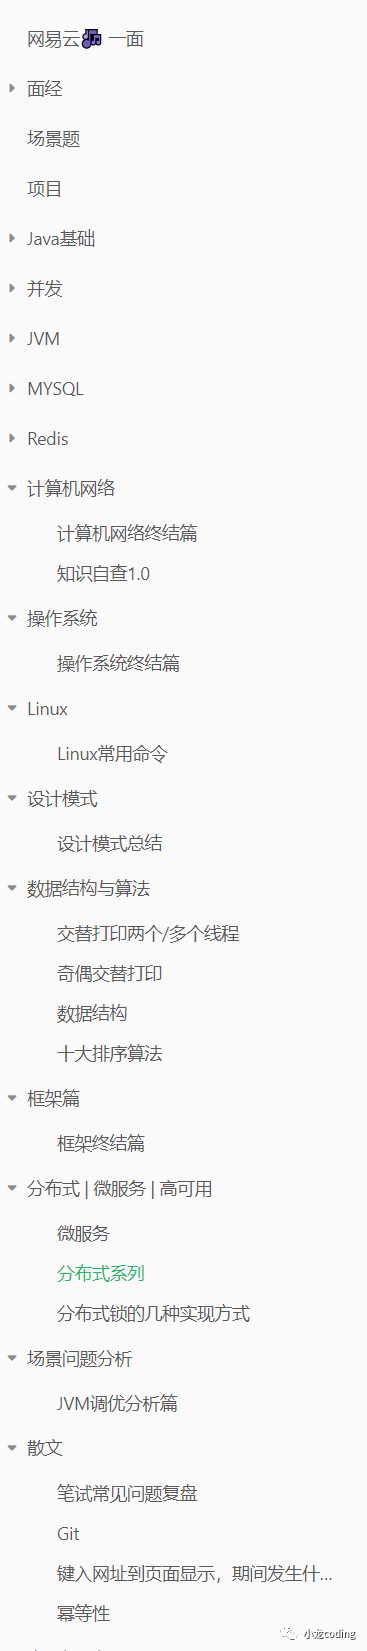 网易云 一面
面经
场景题
项目
Java基础
并发
JVM
MYSQL
Redis
计算机网络
计算机网络终结篇
知识自查1.0
操作系统
操作系统终结篇
Linux
Linux常用命令
设计模式
设计模式总结
数据结构与算法
交替打印两个/多个线程
奇偶交替打印
数据结构
十大排序算法
框架篇
框架终结篇
分布式 | 微服务 | 高可用
微服务
分布式系列
分布式锁的几种实现方式
场景问题分析
JVM调优分析篇
散文
笔试常见问题复盘
Git
键入网址到页面显示，期间发生什...
幂等性
小龙coding